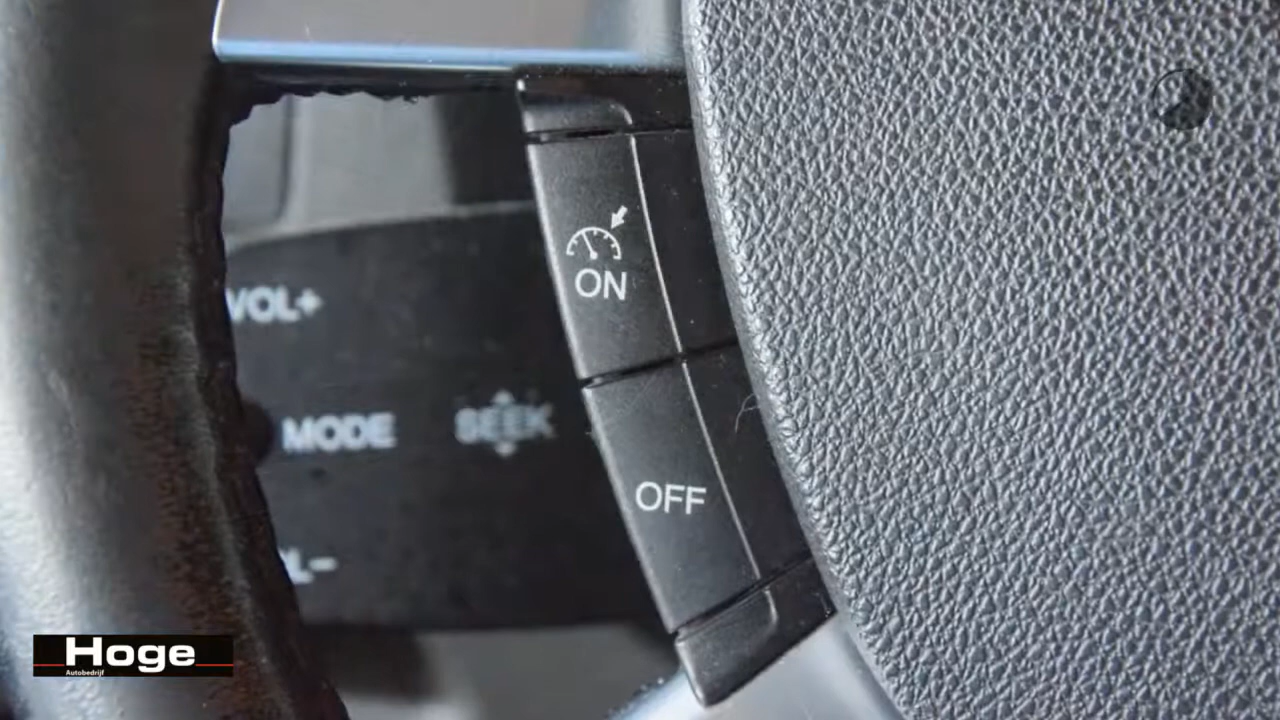 ON
VOL+
MODE
SEEK
OFF
L-
Hoge
Autobedrijf